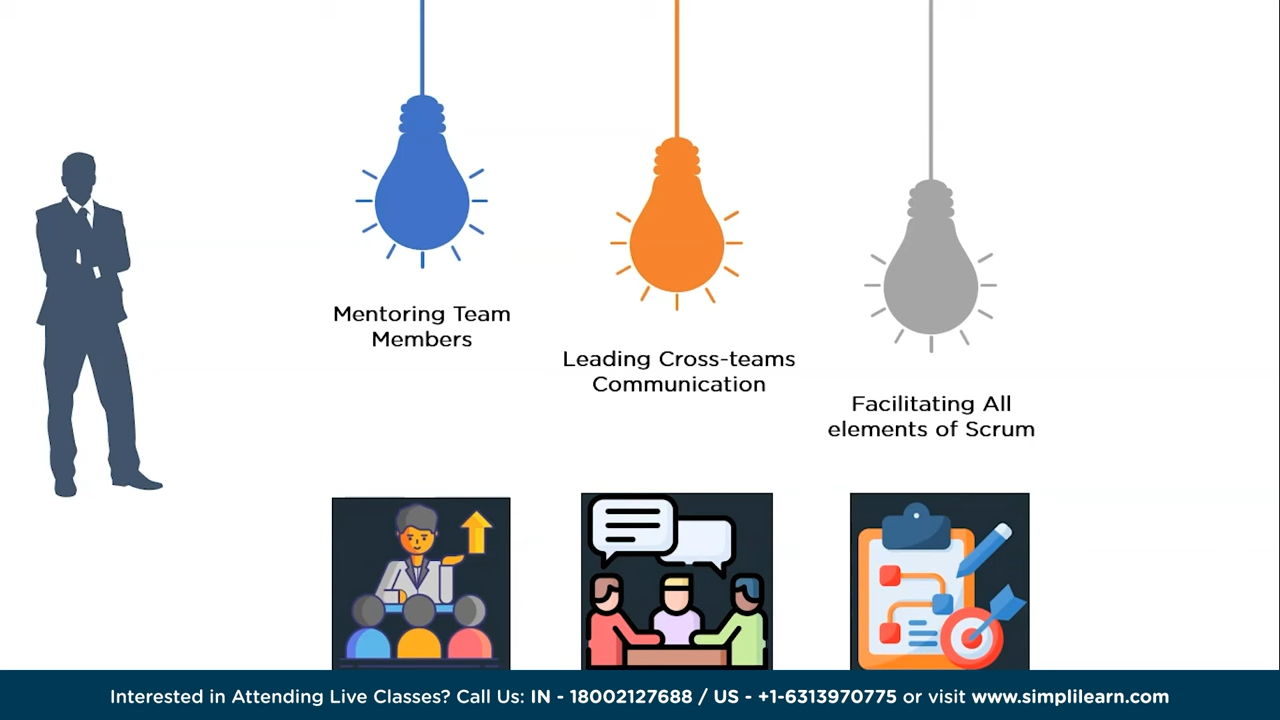 Mentoring Team
Members
Leading Cross-teams
Communication
Facilitating All
elements of Scrum
Interested in Attending Live Classes? Call Us: IN - 18002127688 / US - +1-6313970775 or visit www.simplilearn.com